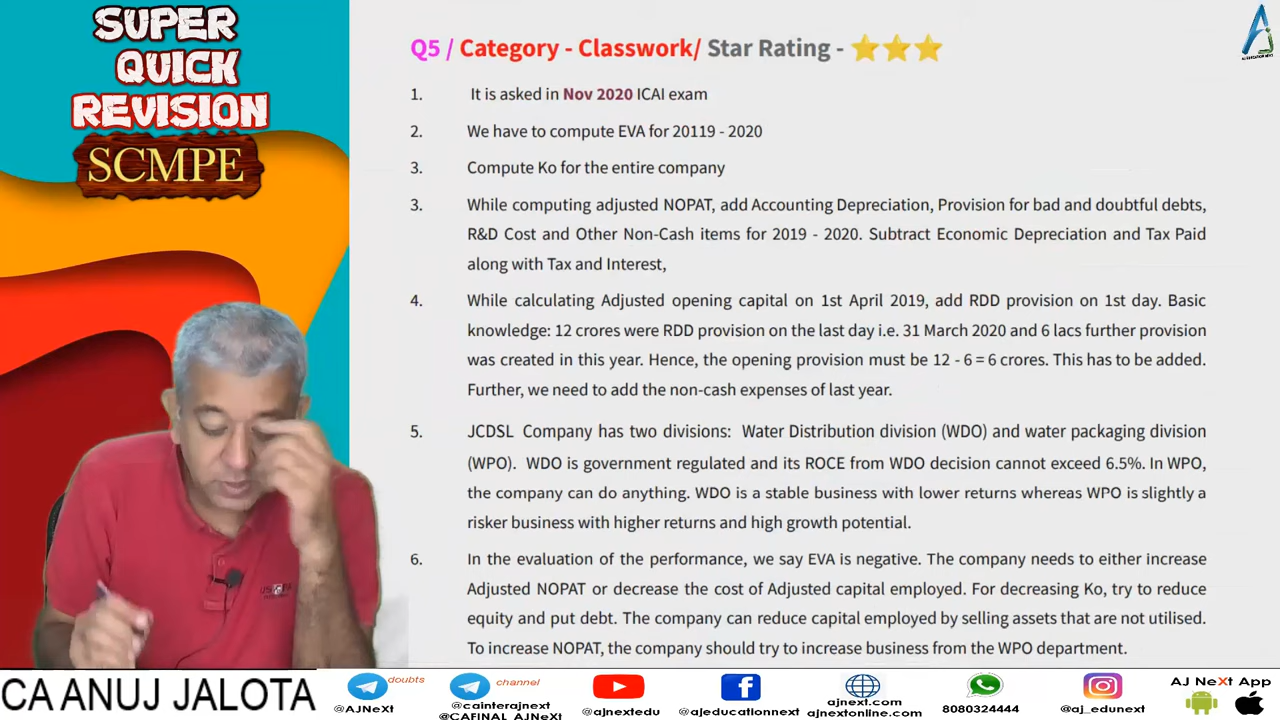 SUPER
QUICK
REVISION
SCMPE
Q5 / Category - Classwork/ Star Rating -
1. It is asked in Nov 2020 ICAI exam
2. We have to compute EVA for 20119 - 2020
3. Compute Ko for the entire company
3. While computing adjusted NOPAT, add Accounting Depreciation, Provision for bad and doubtful debts,
R&D Cost and Other Non-Cash items for 2019 - 2020. Subtract Economic Depreciation and Tax Paid
along with Tax and Interest,
4. While calculating Adjusted opening capital on 1st April 2019, add RDD provision on 1st day. Basic
knowledge: 12 crores were RDD provision on the last day i.e. 31 March 2020 and 6 lacs further provision
was created in this year. Hence, the opening provision must be 12 - 6 = 6 crores. This has to be added.
Further, we need to add the non-cash expenses of last year.
5. JCDSL Company has two divisions: Water Distribution division (WDO) and water packaging division
(WPO). WDO is government regulated and its ROCE from WDO decision cannot exceed 6.5%. In WPO,
the company can do anything. WDO is a stable business with lower returns whereas WPO is slightly a
risker business with higher returns and high growth potential.
6. In the evaluation of the performance, we say EVA is negative. The company needs to either increase
Adjusted NOPAT or decrease the cost of Adjusted capital employed. For decreasing Ko, try to reduce
equity and put debt. The company can reduce capital employed by selling assets that are not utilised.
To increase NOPAT, the company should try to increase business from the WPO department.
CA ANUJ JALOTA
doubts
@AJNeXt
channel
@cainterajnext
@CAFINAL_AJNeXt
@ajnextedu
@ajeducationnext
ajnext.com
ajnextonline.com
8080324444
@aj_edunext
AJ NeXt App